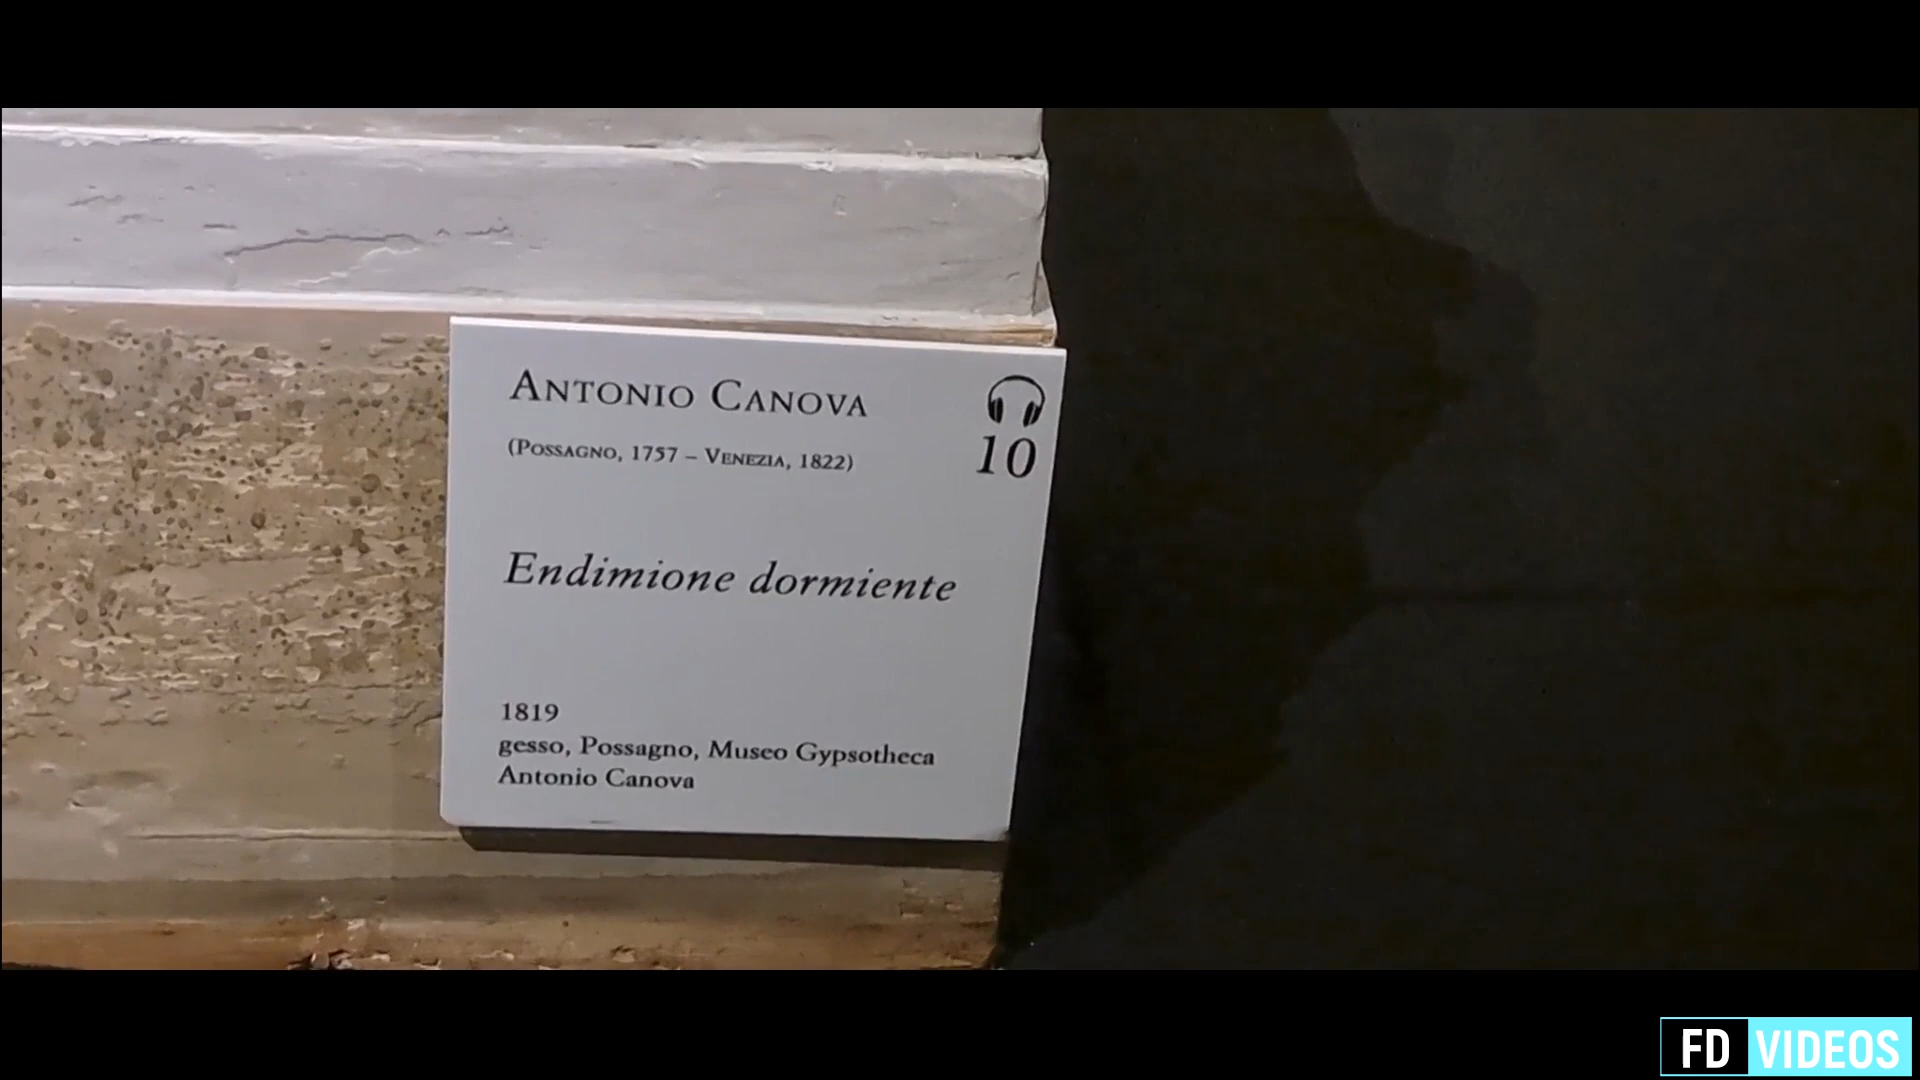 ANTONIO CANOVA
10
(POSSAGNO, 1757 – VENEZIA, 1822)
Endimione dormiente
1819
gesso, Possagno, Museo Gypsotheca
Antonio Canova
FD VIDEOS